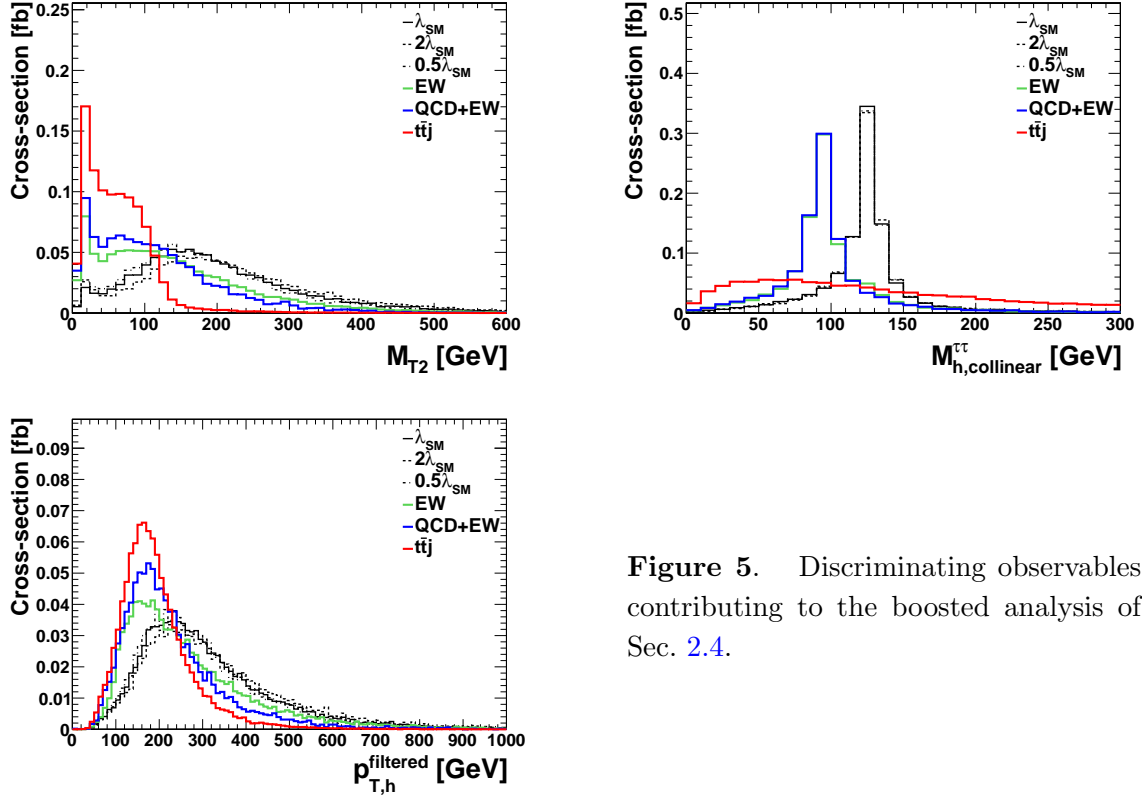 Cross-section [fb]
0.25
0.2
0.15
0.1
0.05
0
λSM
2λSM
0.5λSM
EW
QCD+EW
tt̄j
0 100 200 300 400 500 600
MT2 [GeV]
Cross-section [fb]
0.5
0.4
0.3
0.2
0.1
0
λSM
2λSM
0.5λSM
EW
QCD+EW
tt̄j
0 50 100 150 200 250 300
M^ττ_h,collinear [GeV]
Cross-section [fb]
0.09
0.08
0.07
0.06
0.05
0.04
0.03
0.02
0.01
0
λSM
2λSM
0.5λSM
EW
QCD+EW
tt̄j
0 100 200 300 400 500 600 700 800 900 1000
p^filtered_T,h [GeV]
Figure 5. Discriminating observables
contributing to the boosted analysis of
Sec. 2.4.